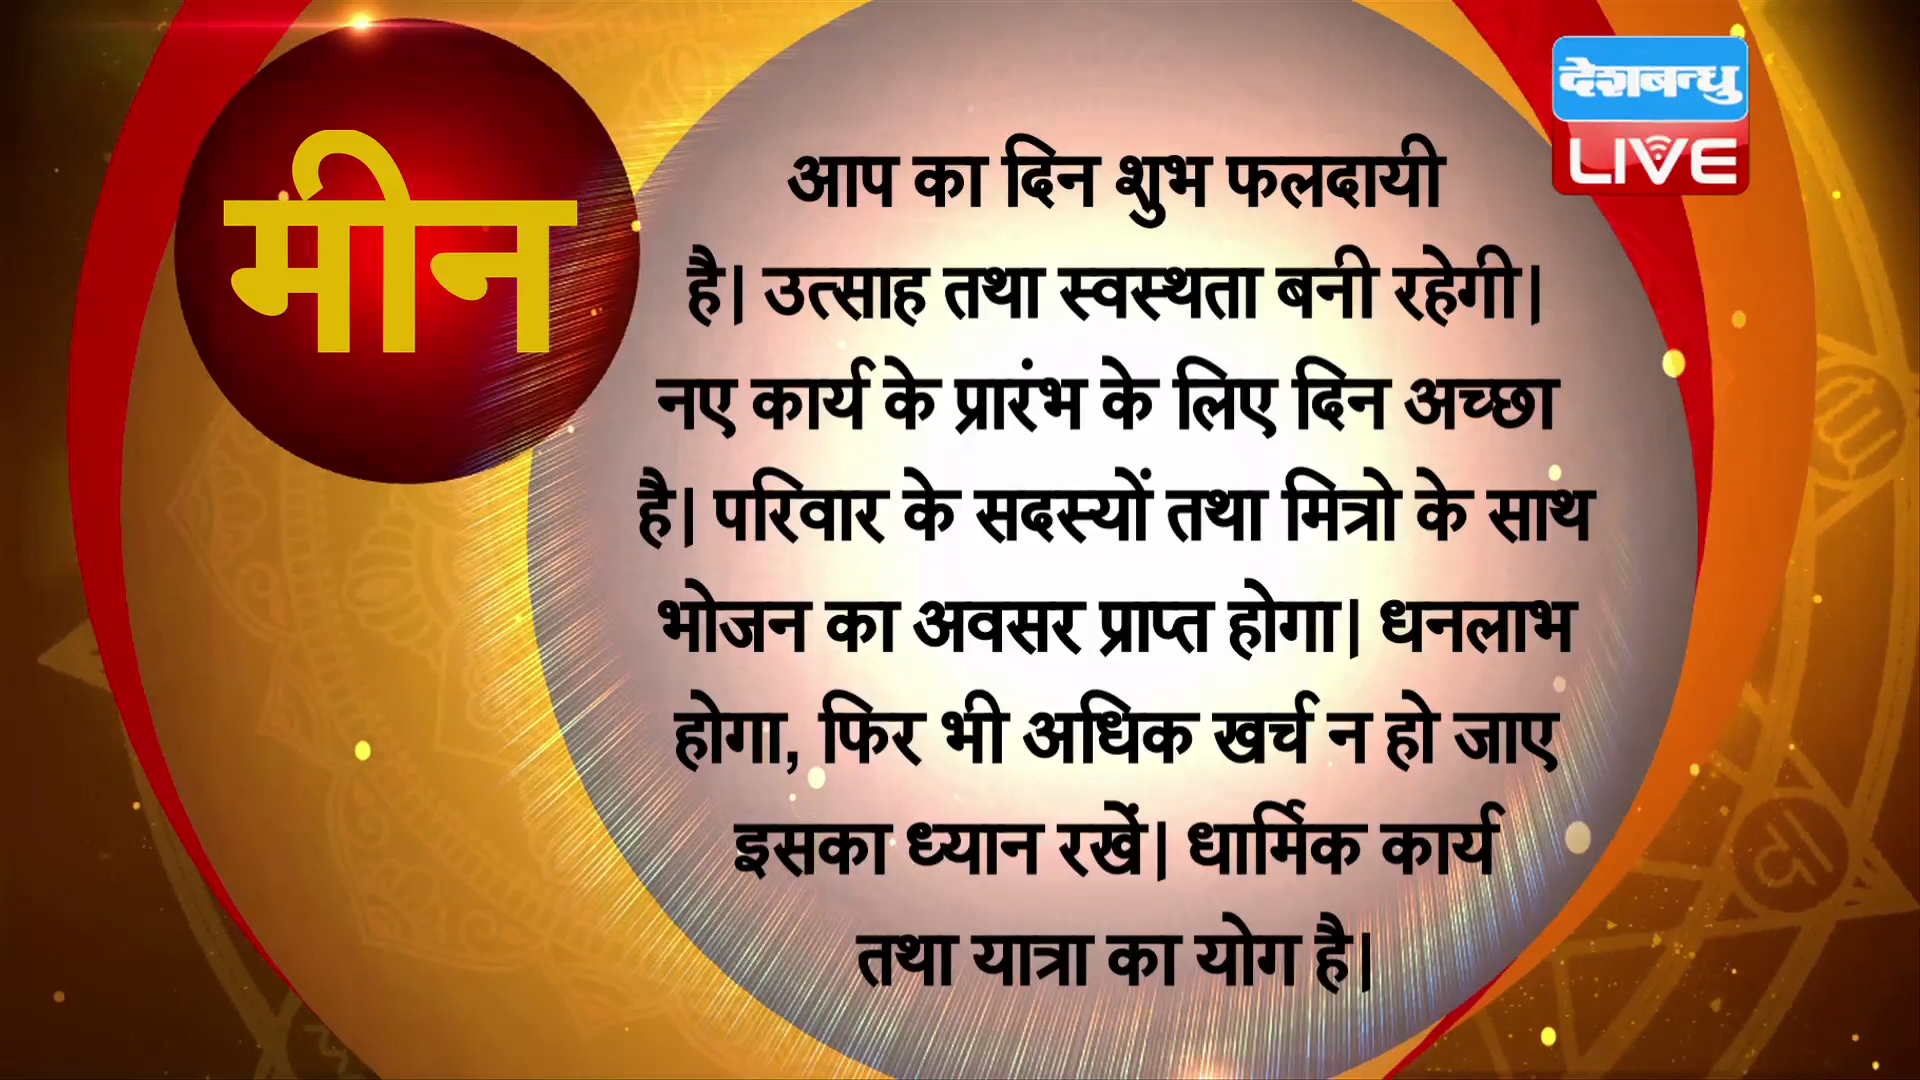 मीन
देशबन्धु
LIVE
आप का दिन शुभ फलदायी
है| उत्साह तथा स्वस्थता बनी रहेगी|
नए कार्य के प्रारंभ के लिए दिन अच्छा
है| परिवार के सदस्यों तथा मित्रो के साथ
भोजन का अवसर प्राप्त होगा| धनलाभ
होगा, फिर भी अधिक खर्च न हो जाए
इसका ध्यान रखें| धार्मिक कार्य
तथा यात्रा का योग है|